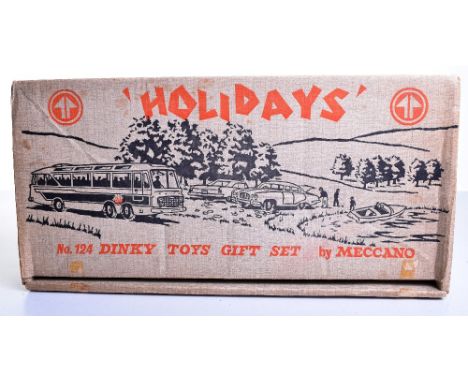 'HOLIDAYS'
No. 124 DINKY TOYS GIFT SET by MECCANO